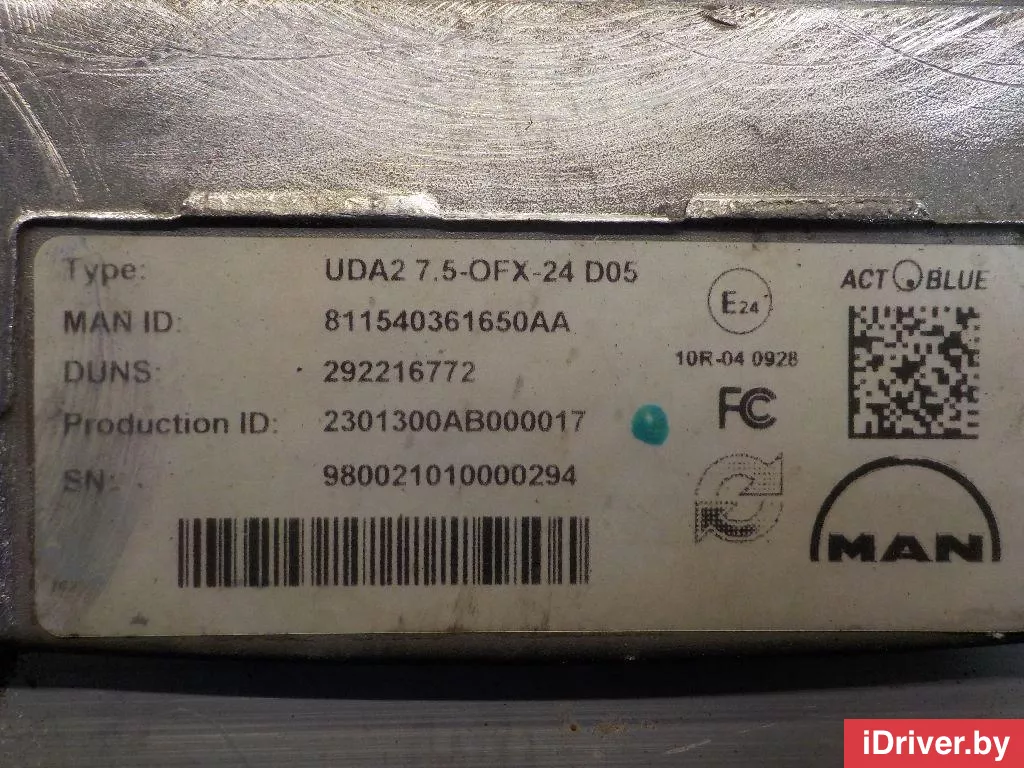 Type: UDA2 7.5-OFX-24 D05
MAN ID: 811540361650AA
DUNS: 292216772
Production ID: 2301300AB000017
SN: 980021010000294
E24
10R-04 0928
FC
ACT BLUE
MAN
iDriver.by